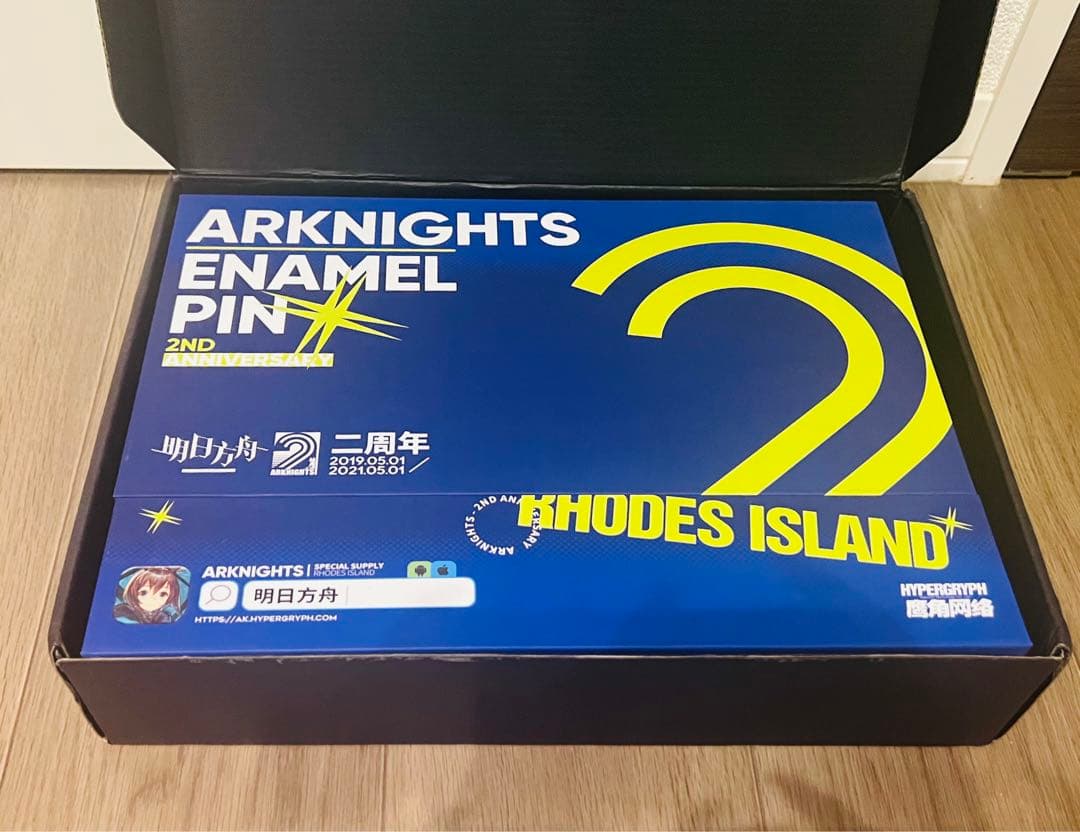 ARKNIGHTS
ENAMEL
PIN
2ND
ANNIVERSARY
明日方舟
ARKNIGHTS
二周年
2019.05.01
2021.05.01
ARKNIGHTS - 2ND ANNIVERSARY
RHODES ISLAND
ARKNIGHTS
SPECIAL SUPPLY
RHODES ISLAND
明日方舟
HTTPS://AK.HYPERGRYPH.COM
HYPERGRYPH
鹰角网络